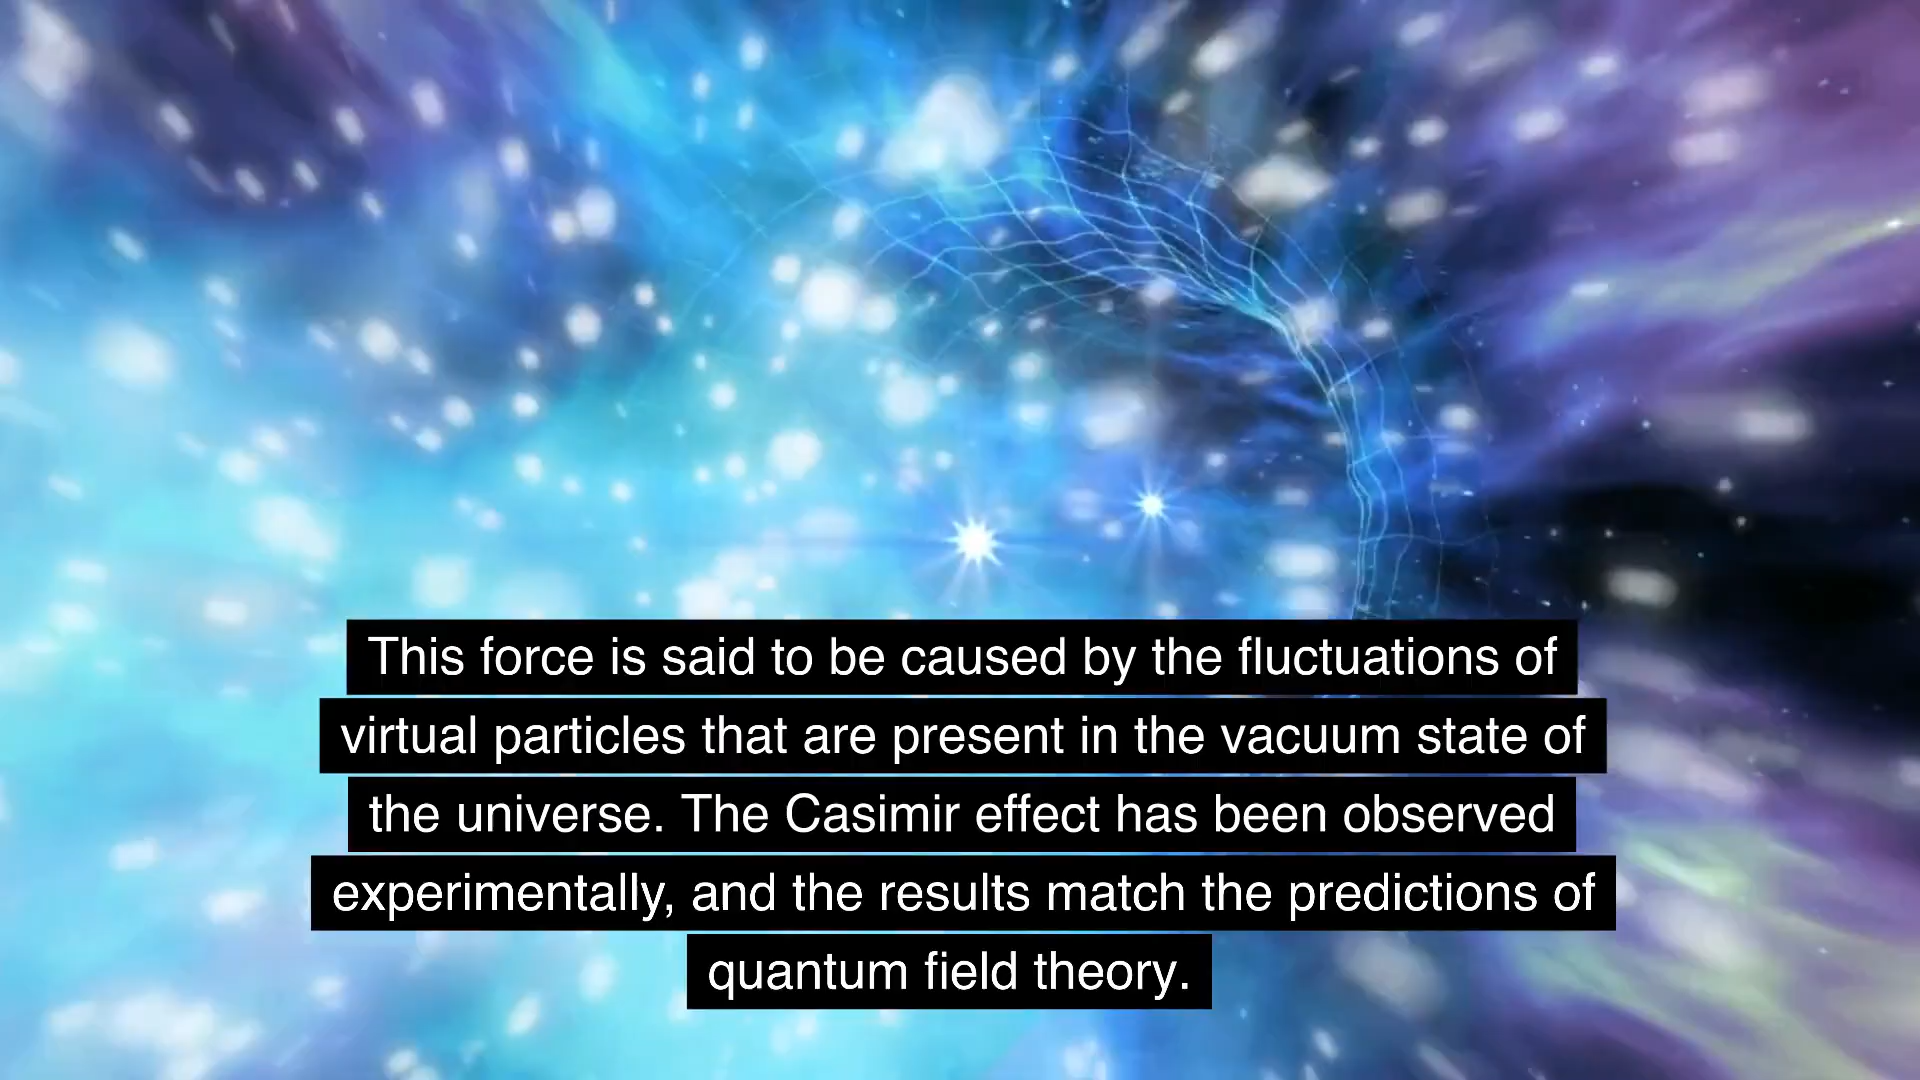 This force is said to be caused by the fluctuations of
virtual particles that are present in the vacuum state of
the universe. The Casimir effect has been observed
experimentally, and the results match the predictions of
quantum field theory.